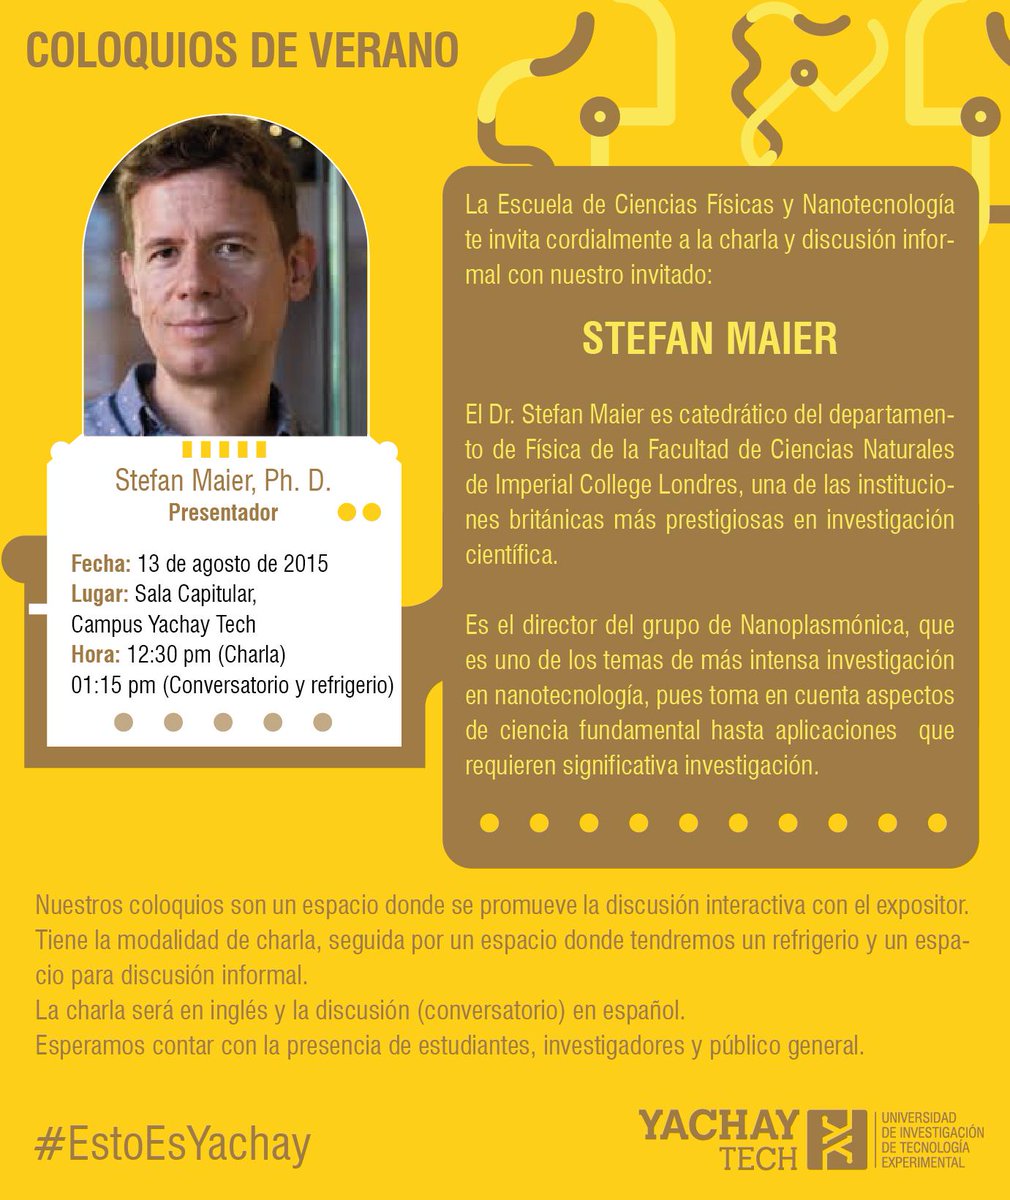 COLOQUIOS DE VERANO
Stefan Maier, Ph. D.
Presentador
Fecha: 13 de agosto de 2015
Lugar: Sala Capitular,
Campus Yachay Tech
Hora: 12:30 pm (Charla)
01:15 pm (Conversatorio y refrigerio)
La Escuela de Ciencias Físicas y Nanotecnología
te invita cordialmente a la charla y discusión infor-
mal con nuestro invitado:
STEFAN MAIER
El Dr. Stefan Maier es catedrático del departamen-
to de Física de la Facultad de Ciencias Naturales
de Imperial College Londres, una de las institucio-
nes británicas más prestigiosas en investigación
científica.
Es el director del grupo de Nanoplasmónica, que
es uno de los temas de más intensa investigación
en nanotecnología, pues toma en cuenta aspectos
de ciencia fundamental hasta aplicaciones que
requieren significativa investigación.
Nuestros coloquios son un espacio donde se promueve la discusión interactiva con el expositor.
Tiene la modalidad de charla, seguida por un espacio donde tendremos un refrigerio y un espa-
cio para discusión informal.
La charla será en inglés y la discusión (conversatorio) en español.
Esperamos contar con la presencia de estudiantes, investigadores y público general.
#EstoEsYachay
YACHAY
TECH
UNIVERSIDAD
DE INVESTIGACIÓN
DE TECNOLOGÍA
EXPERIMENTAL